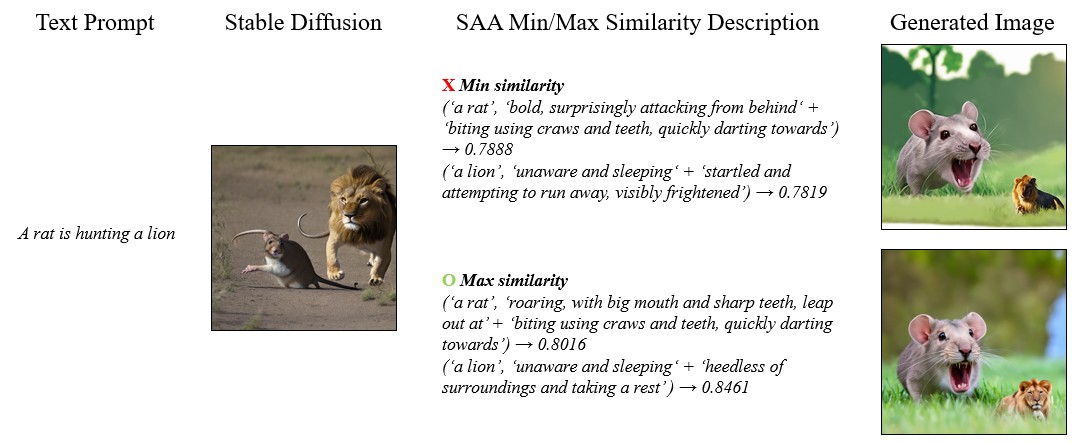 Text Prompt
Stable Diffusion
SAA Min/Max Similarity Description
Generated Image
A rat is hunting a lion
X Min similarity
(‘a rat’, ‘bold, surprisingly attacking from behind‘ +
‘biting using craws and teeth, quickly darting towards’)
→ 0.7888
(‘a lion’, ‘unaware and sleeping‘ + ‘startled and
attempting to run away, visibly frightened’) → 0.7819
O Max similarity
(‘a rat’, ‘roaring, with big mouth and sharp teeth, leap
out at’ + ‘biting using craws and teeth, quickly darting
towards’) → 0.8016
(‘a lion’, ‘unaware and sleeping‘ + ‘heedless of
surroundings and taking a rest’) → 0.8461